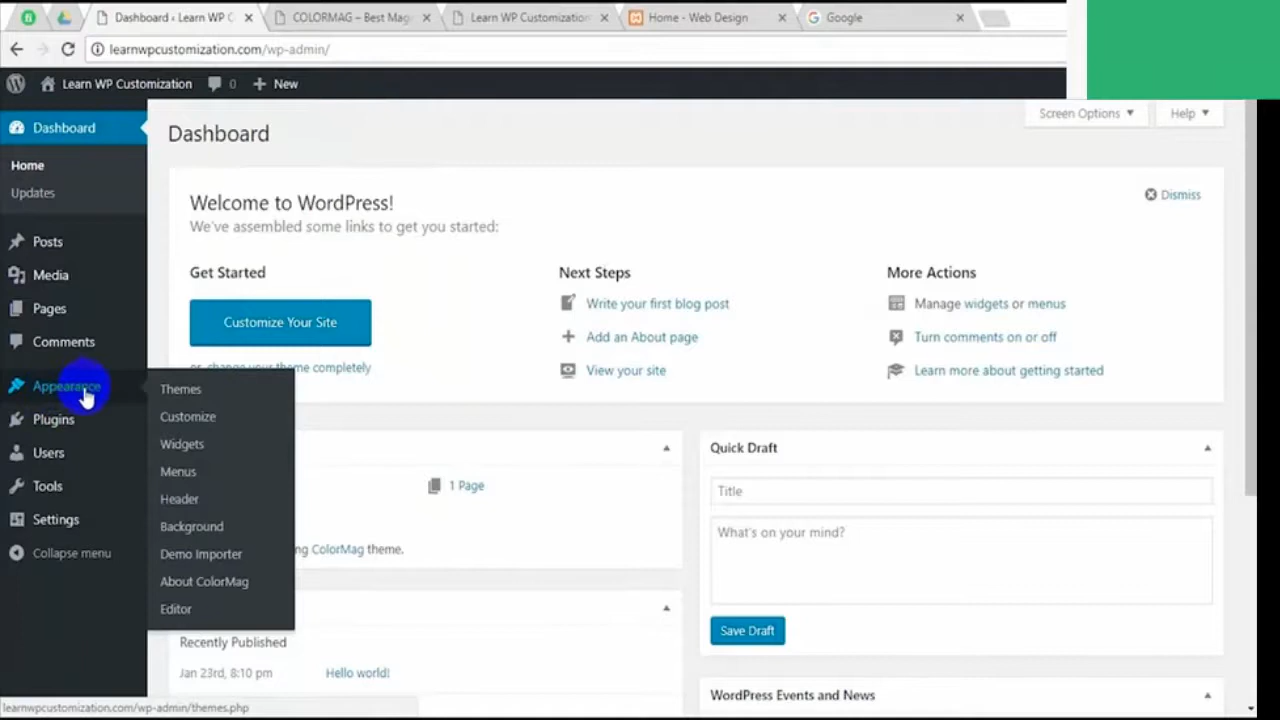 Dashboard ‹ Learn WP C
COLORMAG – Best Mag
Learn WP Customization
Home - Web Design
Google
learnwpcustomization.com/wp-admin/
Learn WP Customization
0
New
Dashboard
Home
Updates
Posts
Media
Pages
Comments
Appearance
Plugins
Users
Tools
Settings
Collapse menu
Themes
Customize
Widgets
Menus
Header
Background
Demo Importer
About ColorMag
Editor
Screen Options
Help
Dashboard
Welcome to WordPress!
We've assembled some links to get you started:
Dismiss
Get Started
Customize Your Site
or, change your theme completely
Next Steps
Write your first blog post
Add an About page
View your site
More Actions
Manage widgets or menus
Turn comments on or off
Learn more about getting started
1 Page
ng ColorMag theme.
Recently Published
Jan 23rd, 8:10 pm
Hello world!
Quick Draft
Title
What's on your mind?
Save Draft
WordPress Events and News
learnwpcustomization.com/wp-admin/themes.php